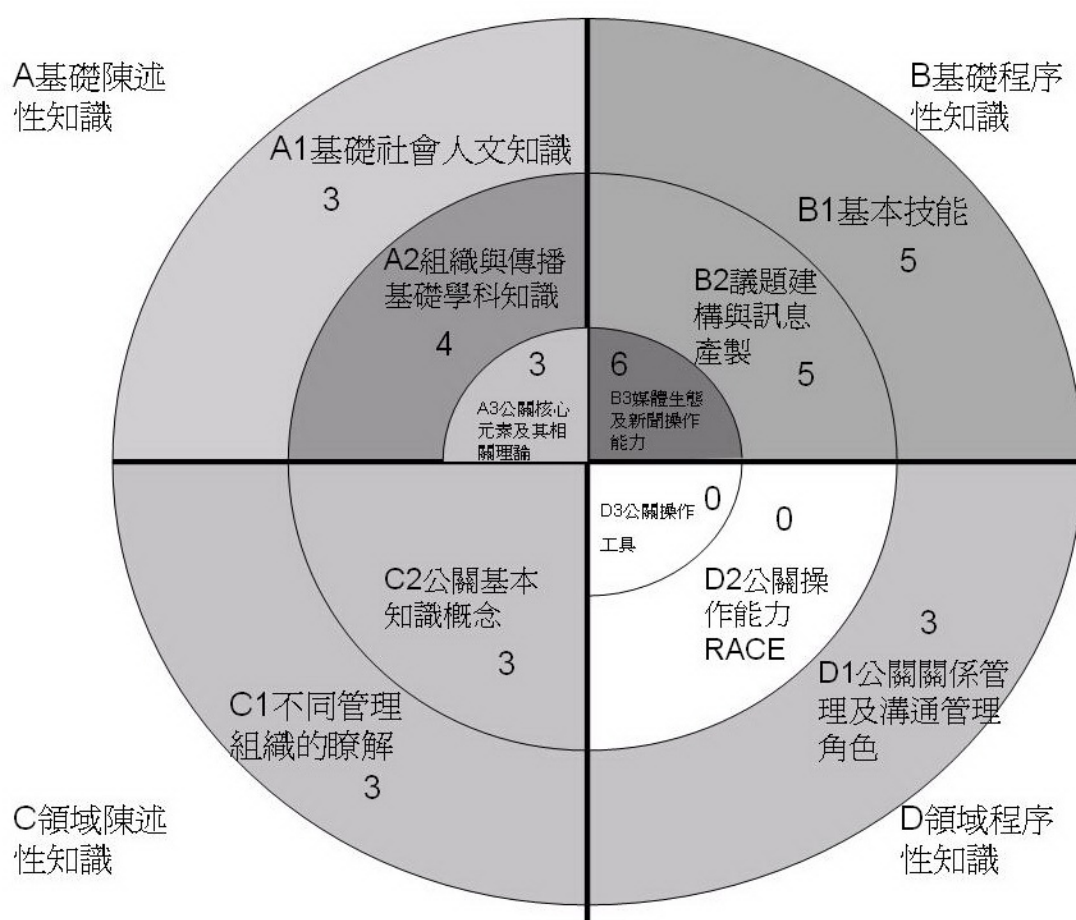 A基礎陳述
性知識
B基礎程序
性知識
A1基礎社會人文知識
3
B1基本技能
5
A2組織與傳播
基礎學科知識
4
B2議題建
構與訊息
產製
5
3
A3公關核心
元素及其相
關理論
6
B3媒體生態
及新聞操作
能力
D3公關操作
工具
0
0
D2公關操
作能力
RACE
C2公關基本
知識概念
3
3
D1公關關係管
理及溝通管理
角色
C1不同管理
組織的瞭解
3
C領域陳述
性知識
D領域程序
性知識